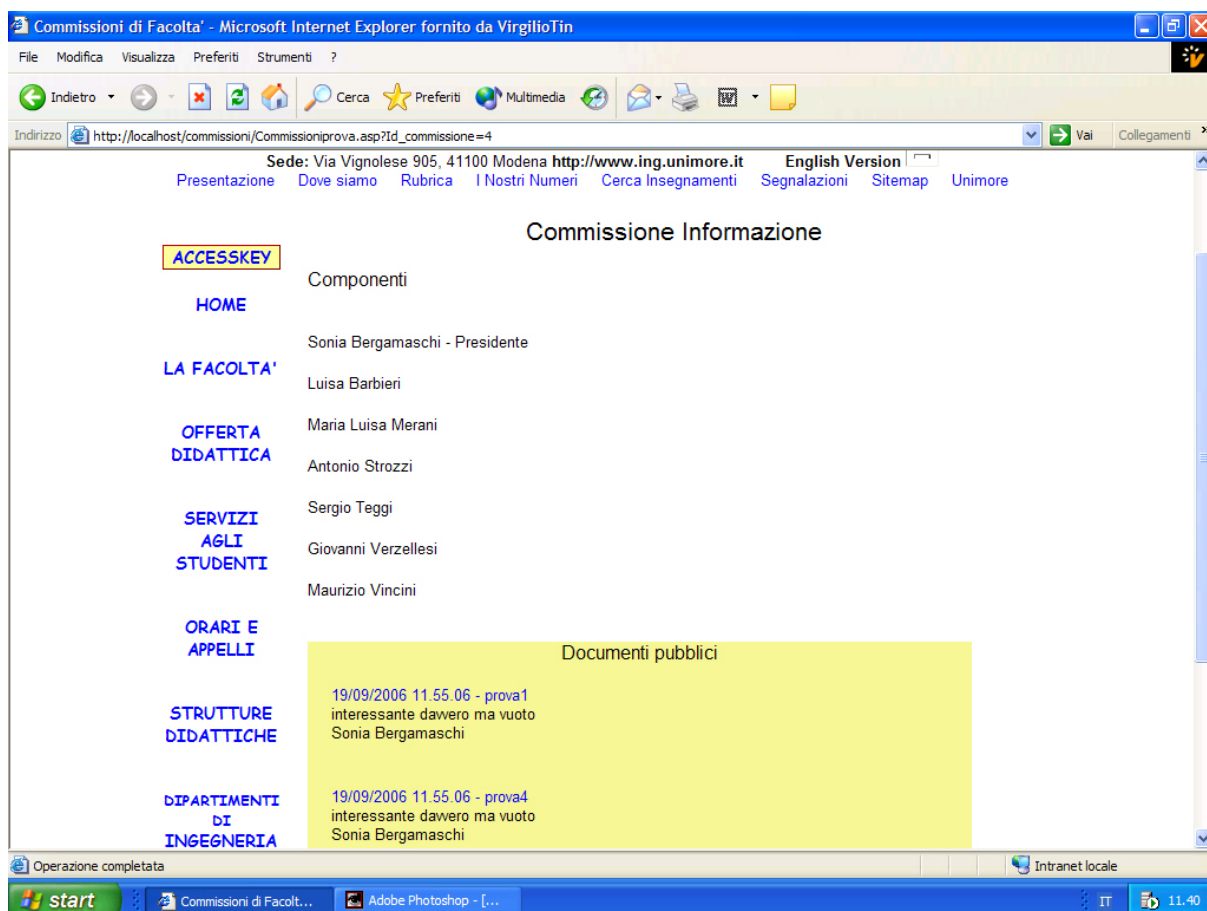 Commissioni di Facolta' - Microsoft Internet Explorer fornito da VirgilioTin
File Modifica Visualizza Preferiti Strumenti ?
Indietro Cerca Preferiti Multimedia
Indirizzo http://localhost/commissioni/Commissioniprova.asp?Id_commissione=4 Vai Collegamenti »
Sede: Via Vignolese 905, 41100 Modena http://www.ing.unimore.it English Version
Presentazione Dove siamo Rubrica I Nostri Numeri Cerca Insegnamenti Segnalazioni Sitemap Unimore
Commissione Informazione
ACCESSKEY
HOME
LA FACOLTA'
OFFERTA
DIDATTICA
SERVIZI
AGLI
STUDENTI
ORARI E
APPELLI
STRUTTURE
DIDATTICHE
DIPARTIMENTI
DI
INGEGNERIA
Componenti
Sonia Bergamaschi - Presidente
Luisa Barbieri
Maria Luisa Merani
Antonio Strozzi
Sergio Teggi
Giovanni Verzellesi
Maurizio Vincini
Documenti pubblici
19/09/2006 11.55.06 - prova1
interessante davvero ma vuoto
Sonia Bergamaschi
19/09/2006 11.55.06 - prova4
interessante davvero ma vuoto
Sonia Bergamaschi
Operazione completata Intranet locale
start Commissioni di Facolt... Adobe Photoshop - [... IT 11.40